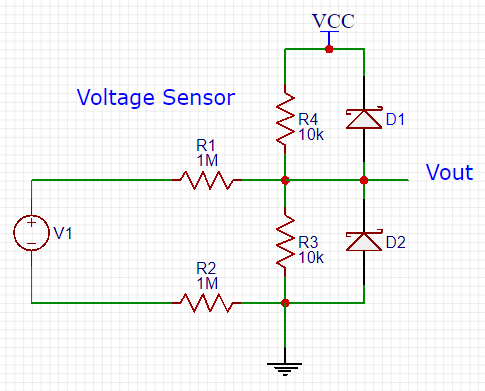 VCC
Voltage Sensor
R4
10k
D1
R1
1M
Vout
+
−
V1
R3
10k
D2
R2
1M